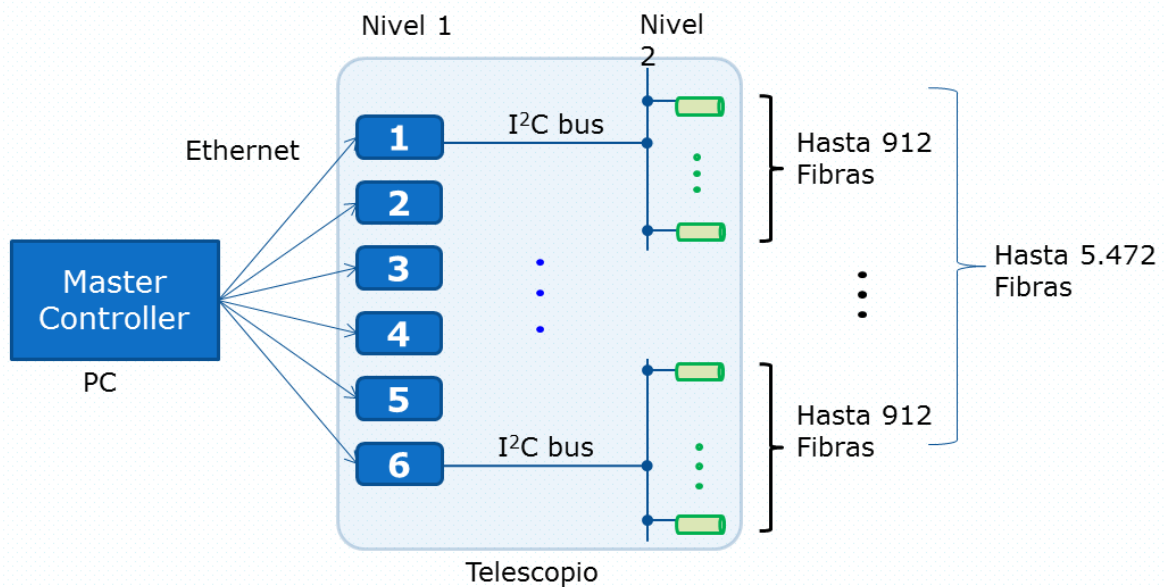 Nivel 1
Nivel
2
Ethernet
1
I²C bus
Hasta 912
Fibras
2
3
Master
Controller
PC
4
5
6
I²C bus
Hasta 912
Fibras
Hasta 5.472
Fibras
Telescopio